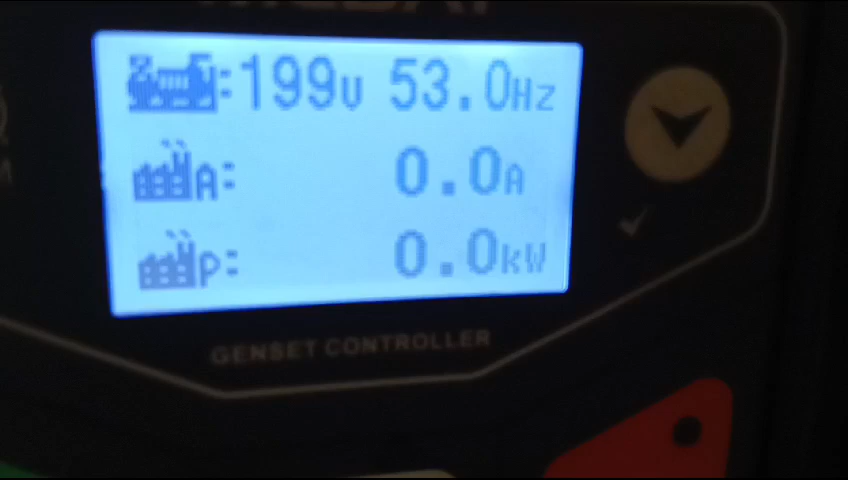 : 199V 53.0Hz
A: 0.0A
P: 0.0kW
GENSET CONTROLLER